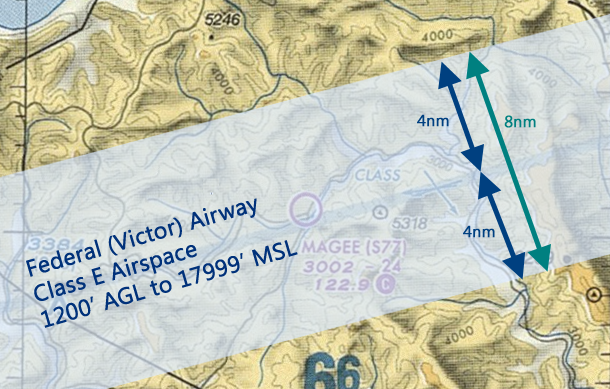 5246
4000
4000
4nm
8nm
3000
CLASS
5318
4nm
Federal (Victor) Airway
Class E Airspace
1200' AGL to 17999' MSL
3384
MAGEE (S77)
3002 24
122.9 C
4000
66